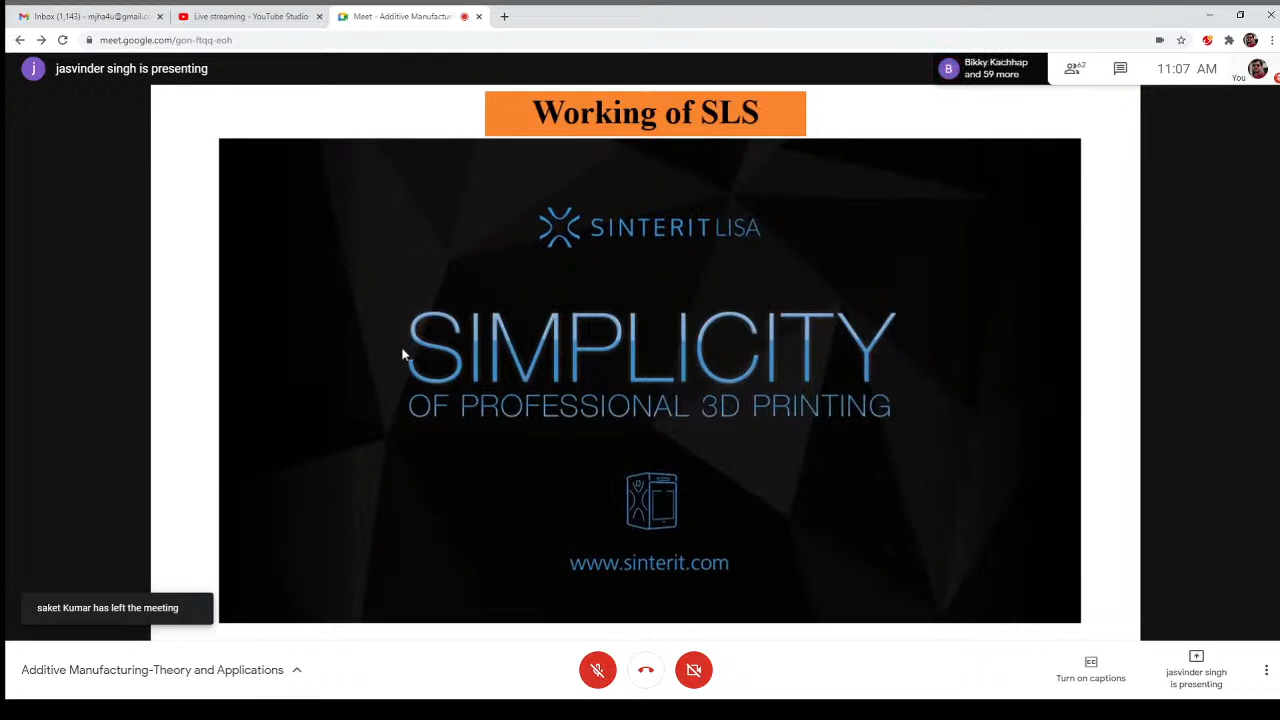 Inbox (1,143) - mjha4u@gmail.co
Live streaming - YouTube Studio
Meet - Additive Manufactur
meet.google.com/gon-ftqq-eoh
j
jasvinder singh is presenting
B
Bikky Kachhap
and 59 more
62
11:07 AM
You
Working of SLS
SINTERIT LISA
SIMPLICITY
OF PROFESSIONAL 3D PRINTING
www.sinterit.com
saket Kumar has left the meeting
Additive Manufacturing-Theory and Applications
CC
Turn on captions
jasvinder singh
is presenting